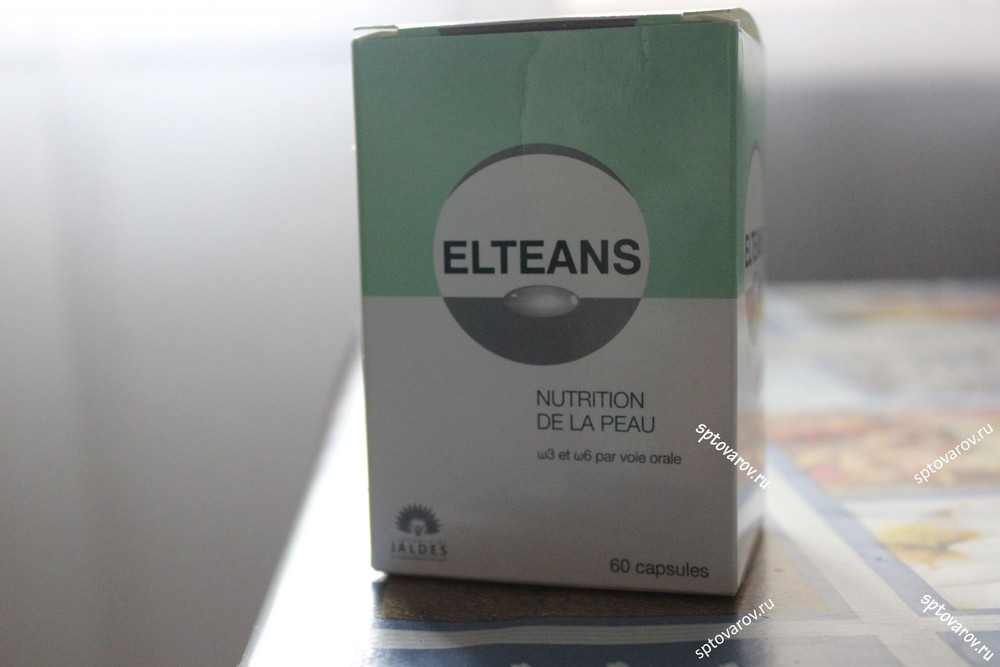 ELTEANS
NUTRITION
DE LA PEAU
ω3 et ω6 par voie orale
JALDES
60 capsules
sptovarov.ru
sptovarov.ru
sptovarov.ru
sptovarov.ru